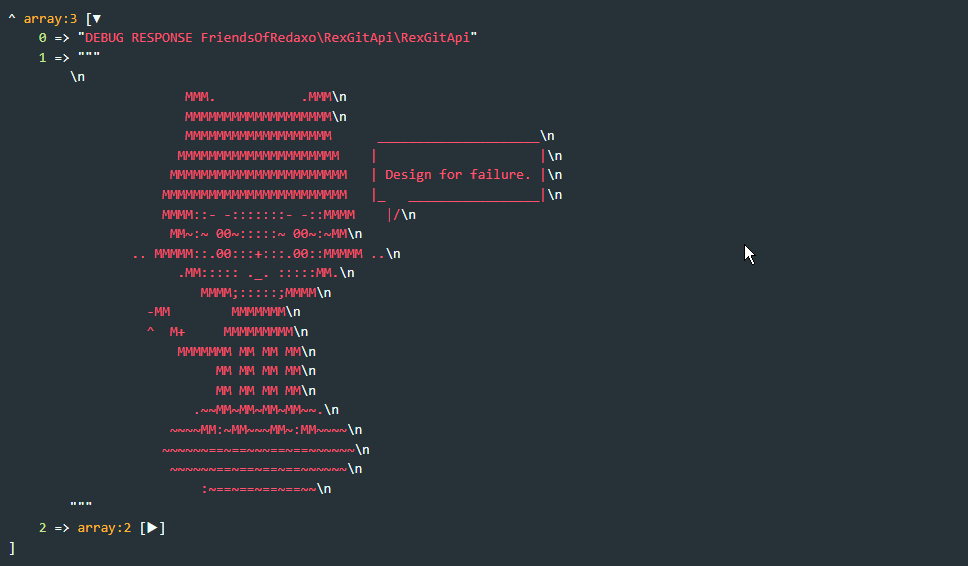 ^ array:3 [▼
    0 => "DEBUG RESPONSE FriendsOfRedaxo\RexGitApi\RexGitApi"
    1 => """
        \n
                       MMM.           .MMM\n
                       MMMMMMMMMMMMMMMMMMM\n
                       MMMMMMMMMMMMMMMMMMM      _____________________\n
                      MMMMMMMMMMMMMMMMMMMMM    |                     |\n
                     MMMMMMMMMMMMMMMMMMMMMMM   | Design for failure. |\n
                    MMMMMMMMMMMMMMMMMMMMMMMM   |_   _________________|\n
                    MMMM::- -:::::::- -::MMMM    |/\n
                     MM~:~ 00~:::::~ 00~:~MM\n
                .. MMMMM::.00:::+:::.00::MMMMM ..\n
                      .MM::::: ._. :::::MM.\n
                         MMMM;:::::;MMMM\n
                  -MM        MMMMMMM\n
                  ^  M+     MMMMMMMMM\n
                      MMMMMMM MM MM MM\n
                           MM MM MM MM\n
                           MM MM MM MM\n
                        .~~MM~MM~MM~MM~~.\n
                     ~~~~MM:~MM~~~MM~:MM~~~~\n
                    ~~~~~~==~==~~~==~==~~~~~~\n
                     ~~~~~~==~==~==~==~~~~~~\n
                         :~==~==~==~==~~\n
        """
    2 => array:2 [▶]
]